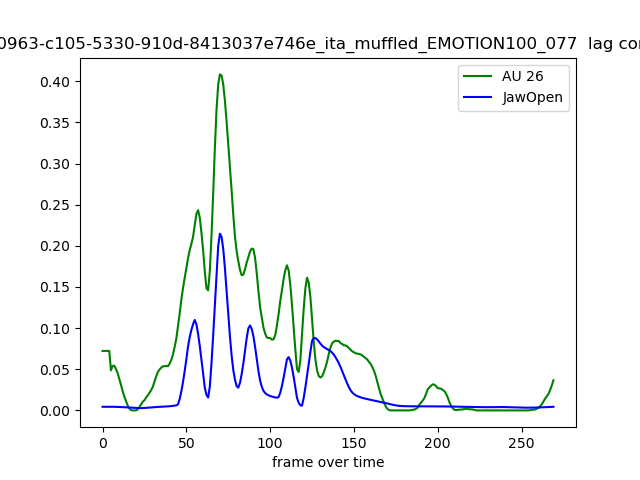 0963-c105-5330-910d-8413037e746e_ita_muffled_EMOTION100_077 lag
AU 26
JawOpen
0.40
0.35
0.30
0.25
0.20
0.15
0.10
0.05
0.00
0 50 100 150 200 250
frame over time